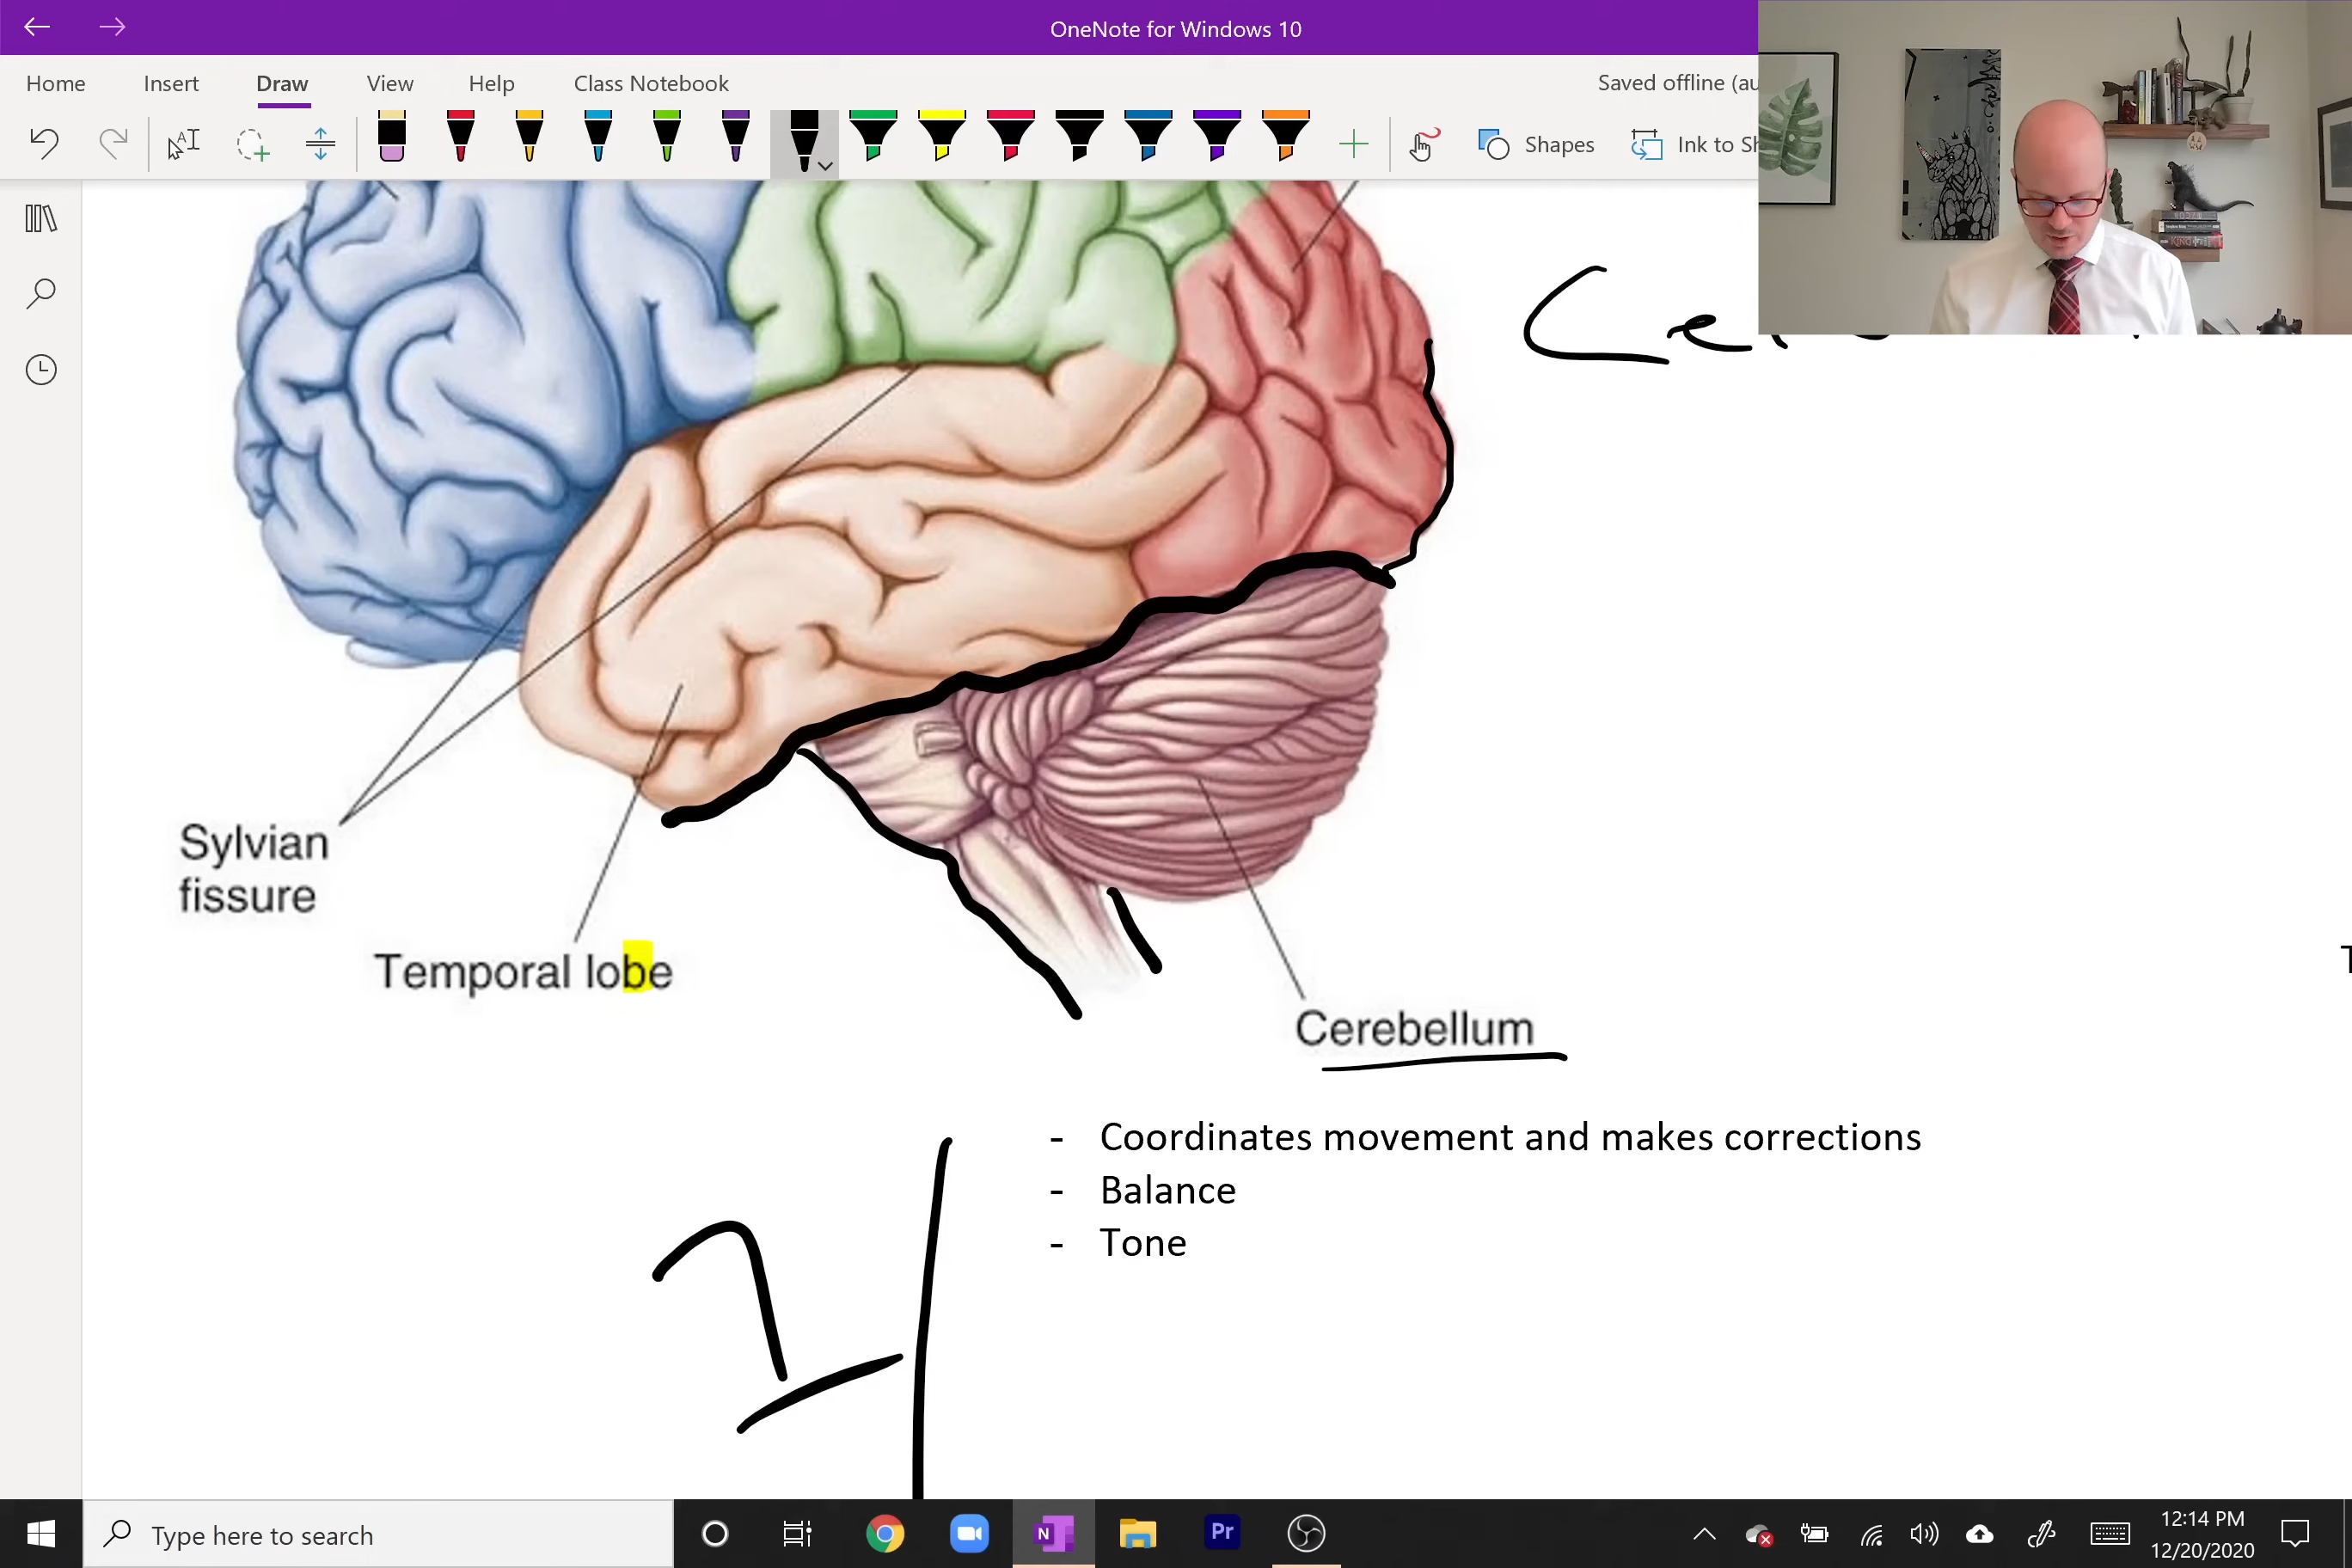 OneNote for Windows 10
Home Insert Draw View Help Class Notebook Saved offline (au
Shapes Ink to Sh
Sylvian
fissure
Temporal lobe
Cerebellum
- Coordinates movement and makes corrections
- Balance
- Tone
Type here to search
N
Pr
12:14 PM
12/20/2020